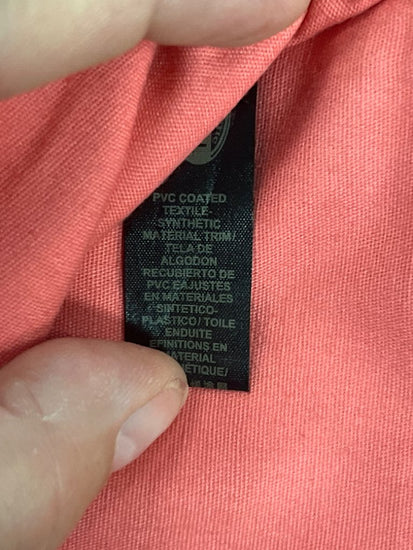 PVC COATED
TEXTILE-
SYNTHETIC
MATERIAL TRIM/
TELA DE
ALGODON
RECUBIERTO DE
PVC EAJUSTES
EN MATERIALES
SINTETICO-
PLASTICO / TOILE
ENDUITE
EFINITIONS EN
MATERIAL